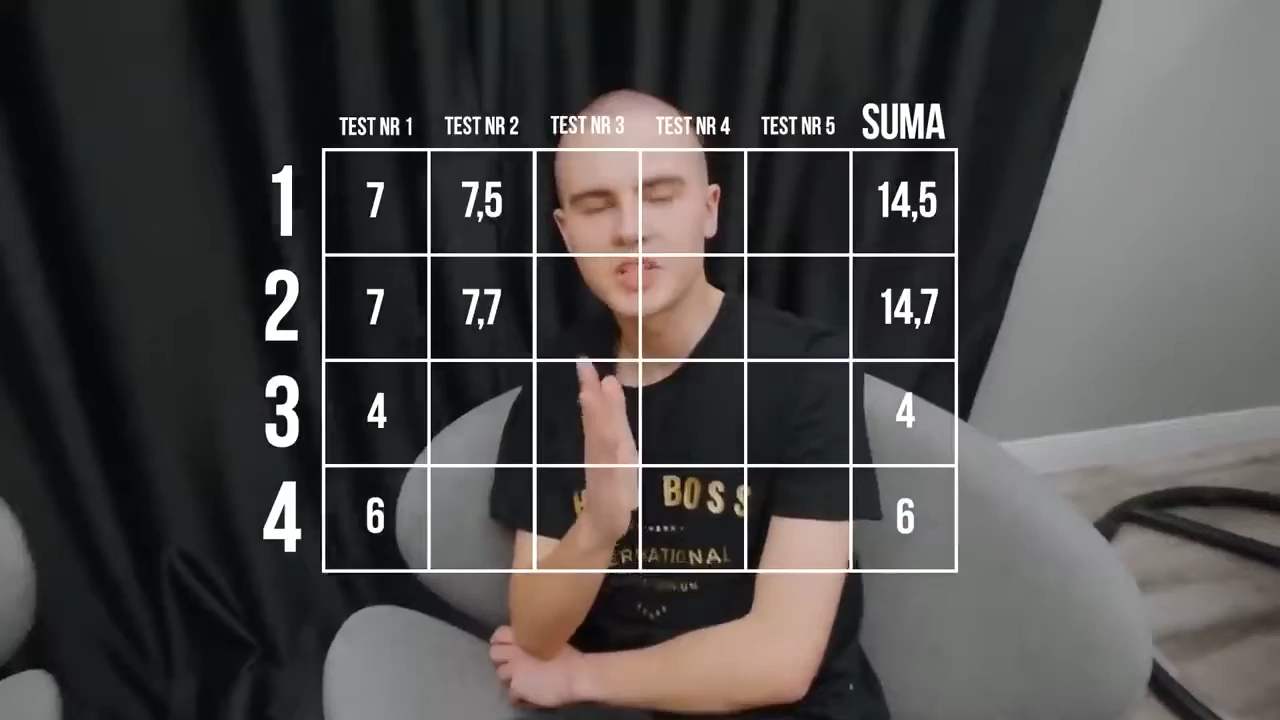 TEST NR 1 TEST NR 2 TEST NR 3 TEST NR 4 TEST NR 5 SUMA
1 7 7,5 14,5
2 7 7,7 14,7
3 4 4
4 6 6
BOSS